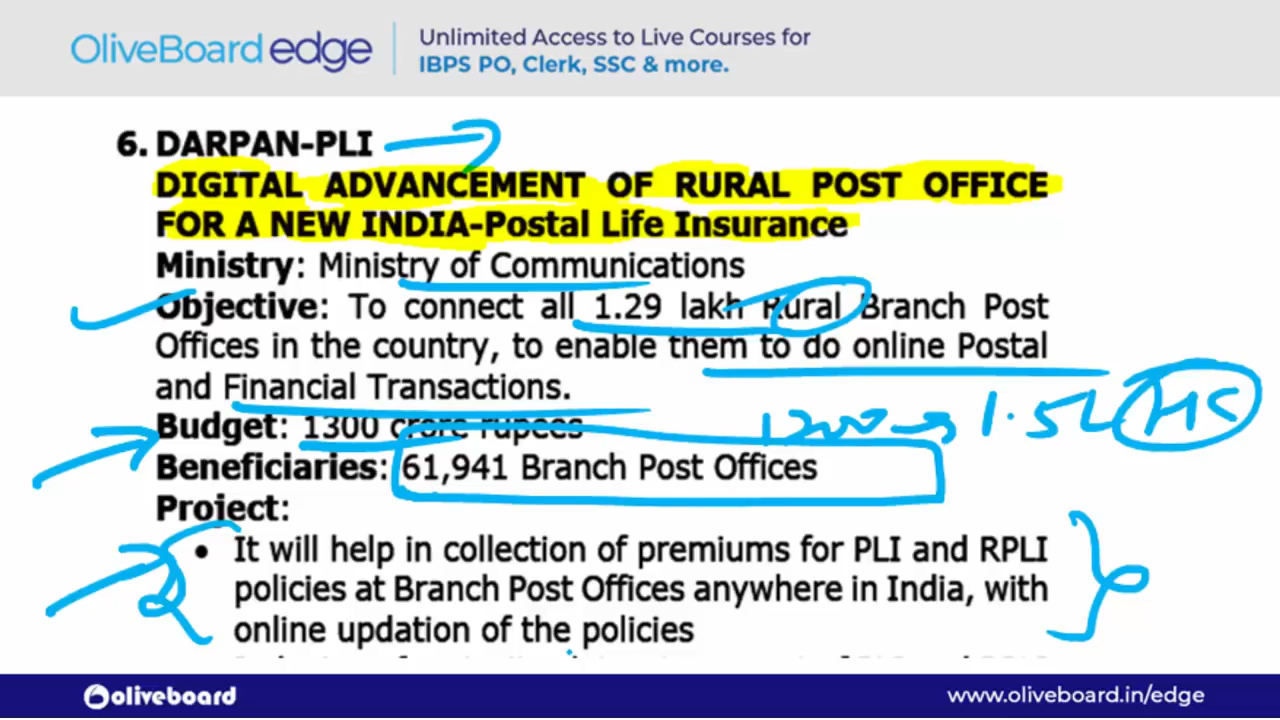 OliveBoard edge
Unlimited Access to Live Courses for
IBPS PO, Clerk, SSC & more.
6. DARPAN-PLI
DIGITAL ADVANCEMENT OF RURAL POST OFFICE
FOR A NEW INDIA-Postal Life Insurance
Ministry: Ministry of Communications
Objective: To connect all 1.29 lakh Rural Branch Post
Offices in the country, to enable them to do online Postal
and Financial Transactions.
Budget: 1300 crore rupees
Beneficiaries: 61,941 Branch Post Offices
Project:
• It will help in collection of premiums for PLI and RPLI
policies at Branch Post Offices anywhere in India, with
online updation of the policies
oliveboard
www.oliveboard.in/edge